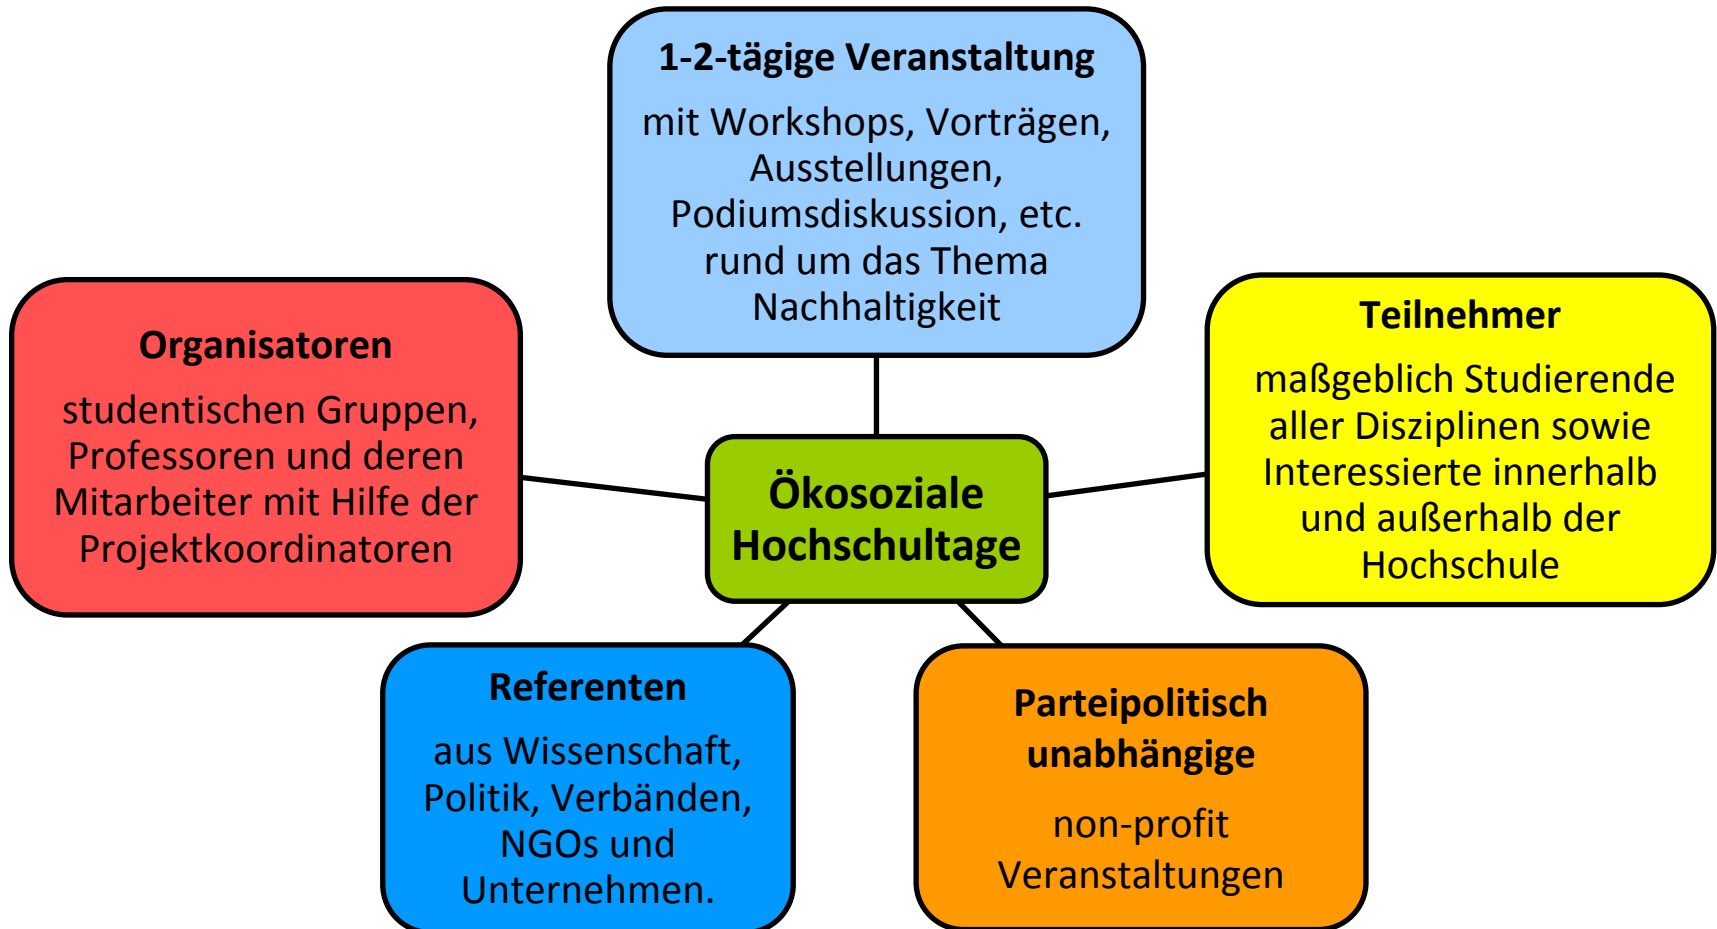 1-2-tägige Veranstaltung
mit Workshops, Vorträgen,
Ausstellungen,
Podiumsdiskussion, etc.
rund um das Thema
Nachhaltigkeit
Organisatoren
studentischen Gruppen,
Professoren und deren
Mitarbeiter mit Hilfe der
Projektkoordinatoren
Ökosoziale
Hochschultage
Teilnehmer
maßgeblich Studierende
aller Disziplinen sowie
Interessierte innerhalb
und außerhalb der
Hochschule
Referenten
aus Wissenschaft,
Politik, Verbänden,
NGOs und
Unternehmen.
Parteipolitisch
unabhängige
non-profit
Veranstaltungen